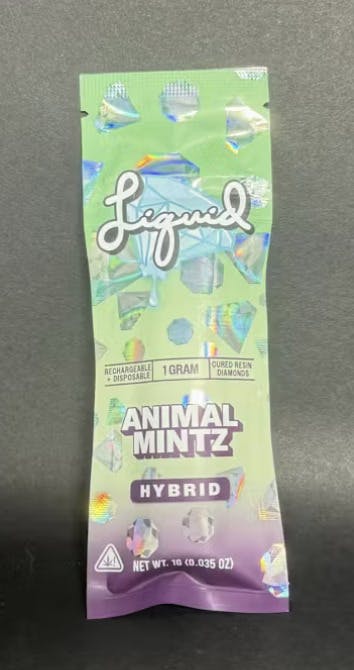 Liquid
RECHARGEABLE
+ DISPOSABLE
1 GRAM
CURED RESIN
DIAMONDS
ANIMAL
MINTZ
HYBRID
NET WT. 1G (0.035 OZ)